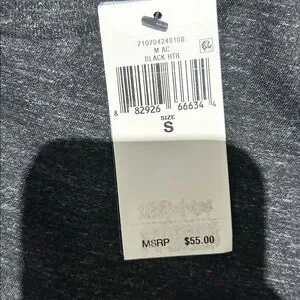 710704248108
M AC
BLACK HTR
8 82926 66634 4
SIZE
S
MSRP $55.00